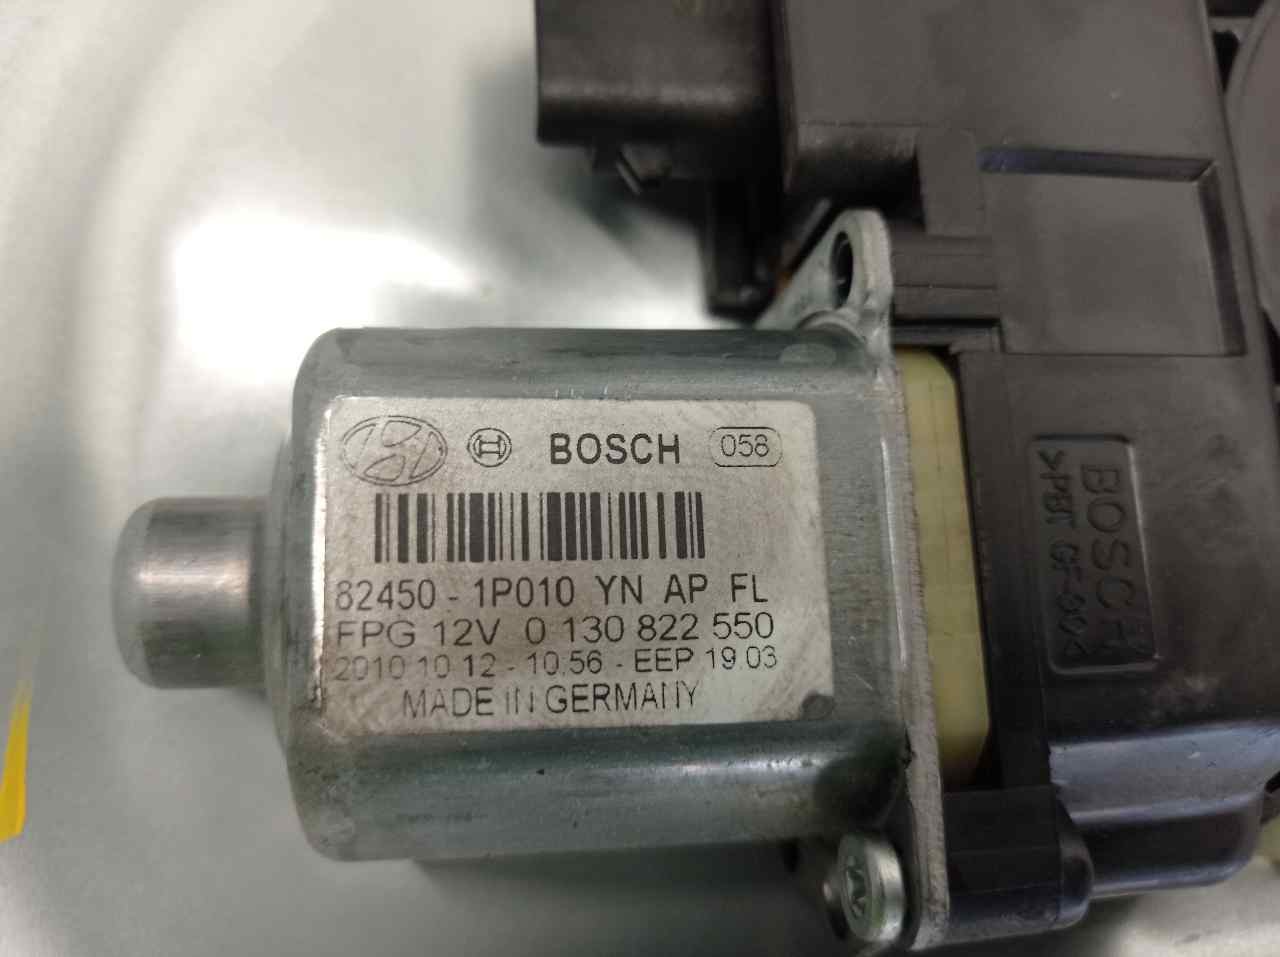 BOSCH 058
82450 - 1P010 YN AP FL
FPG 12V 0 130 822 550
2010 10 12 - 10.56 - EEP 19.03
MADE IN GERMANY
BOSCH